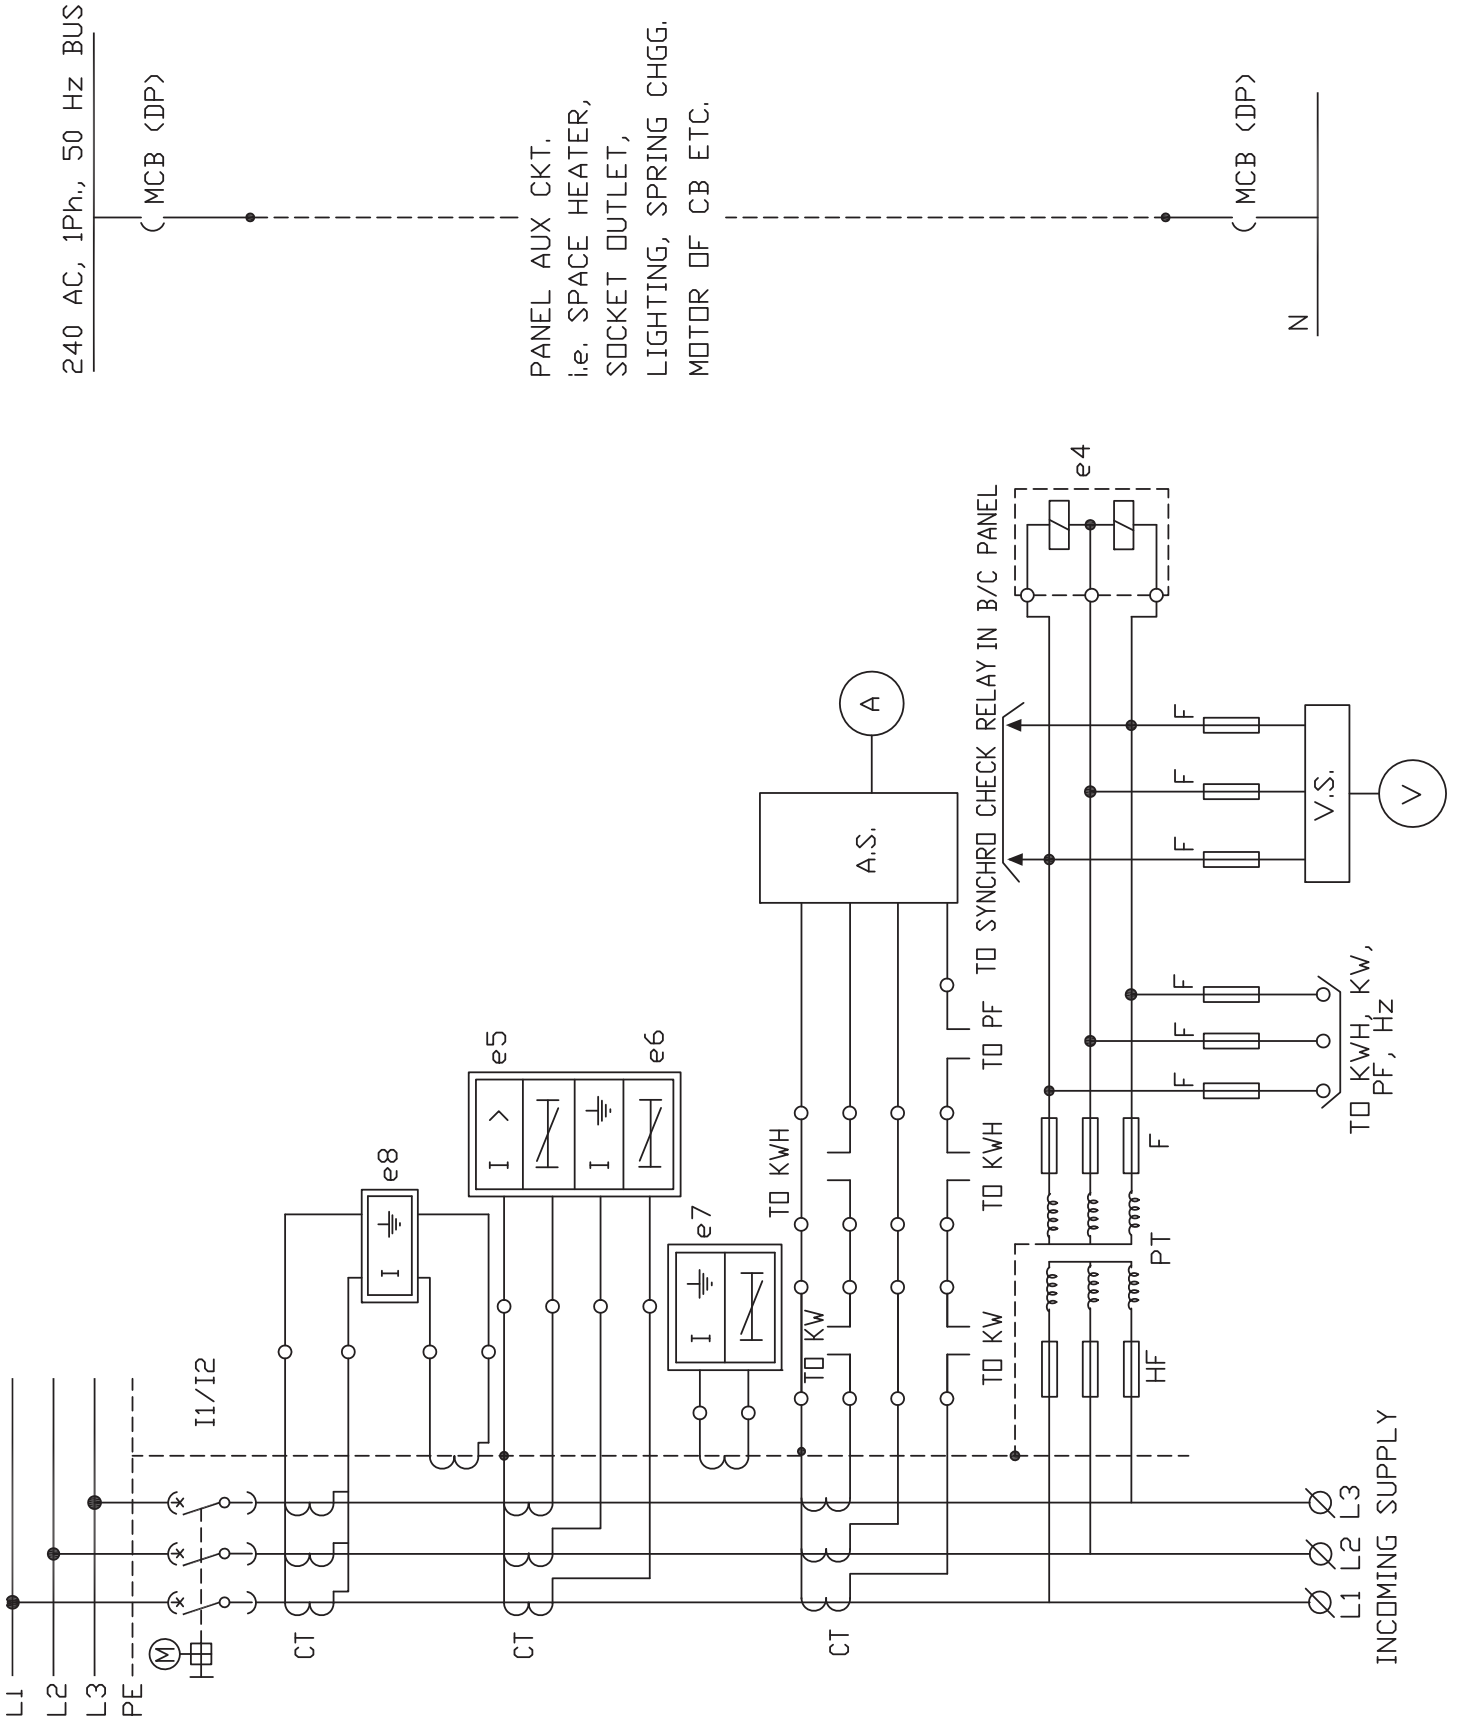 L1
L2
L3
PE
240 AC, 1Ph., 50 Hz BUS
MCB (DP)
I1/I2
M
CT
e8
I
CT
e5
I >
I
e6
e7
I
PANEL AUX CKT.
i.e. SPACE HEATER,
SOCKET OUTLET,
LIGHTING, SPRING CHGG.
MOTOR OF CB ETC.
CT
TO KW
TO KWH
A.S.
A
TO KW
TO KWH
TO PF
TO SYNCHRO CHECK RELAY IN B/C PANEL
e4
HF
PT
F
F
F
F
F
F
F
TO KWH, KW,
PF, Hz
V.S.
V
MCB (DP)
N
L1
L2
L3
INCOMING SUPPLY